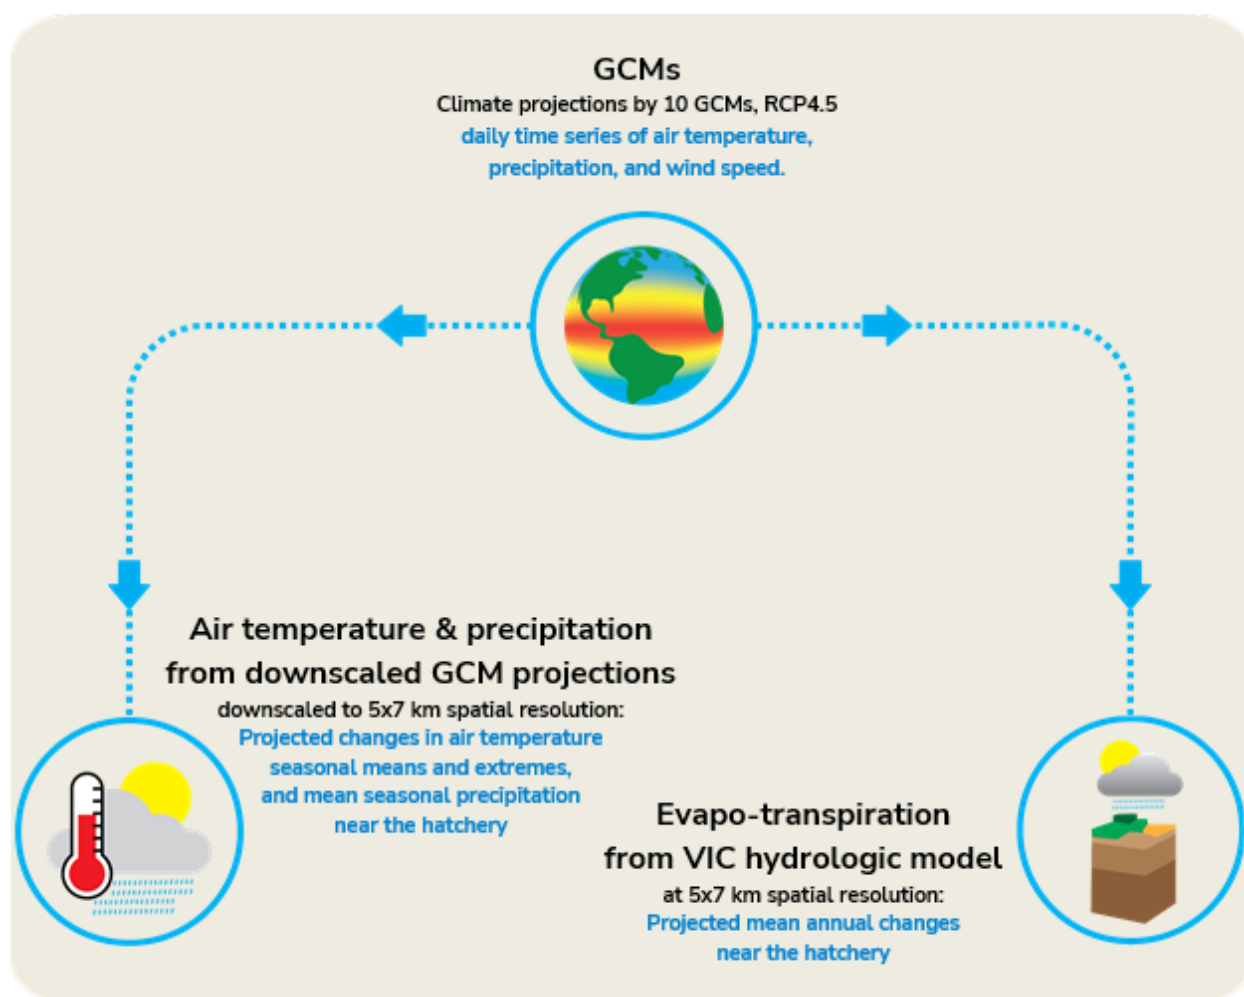 GCMs
Climate projections by 10 GCMs, RCP4.5
daily time series of air temperature,
precipitation, and wind speed.
Air temperature & precipitation
from downscaled GCM projections
downscaled to 5x7 km spatial resolution:
Projected changes in air temperature
seasonal means and extremes,
and mean seasonal precipitation
near the hatchery
Evapo-transpiration
from VIC hydrologic model
at 5x7 km spatial resolution:
Projected mean annual changes
near the hatchery